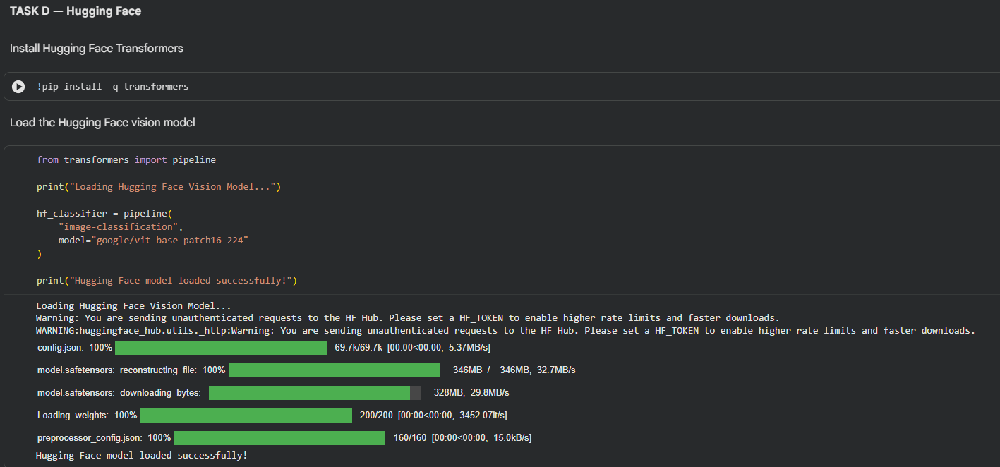 TASK D — Hugging Face
Install Hugging Face Transformers
!pip install -q transformers
Load the Hugging Face vision model
from transformers import pipeline
print("Loading Hugging Face Vision Model...")
hf_classifier = pipeline(
    "image-classification",
    model="google/vit-base-patch16-224"
)
print("Hugging Face model loaded successfully!")
Loading Hugging Face Vision Model...
Warning: You are sending unauthenticated requests to the HF Hub. Please set a HF_TOKEN to enable higher rate limits and faster downloads.
WARNING:huggingface_hub.utils._http:Warning: You are sending unauthenticated requests to the HF Hub. Please set a HF_TOKEN to enable higher rate limits and faster downloads.
config.json: 100% 69.7k/69.7k [00:00<00:00, 5.37MB/s]
model.safetensors: reconstructing file: 100% 346MB / 346MB, 32.7MB/s
model.safetensors: downloading bytes: 328MB, 29.8MB/s
Loading weights: 100% 200/200 [00:00<00:00, 3452.07it/s]
preprocessor_config.json: 100% 160/160 [00:00<00:00, 15.0kB/s]
Hugging Face model loaded successfully!